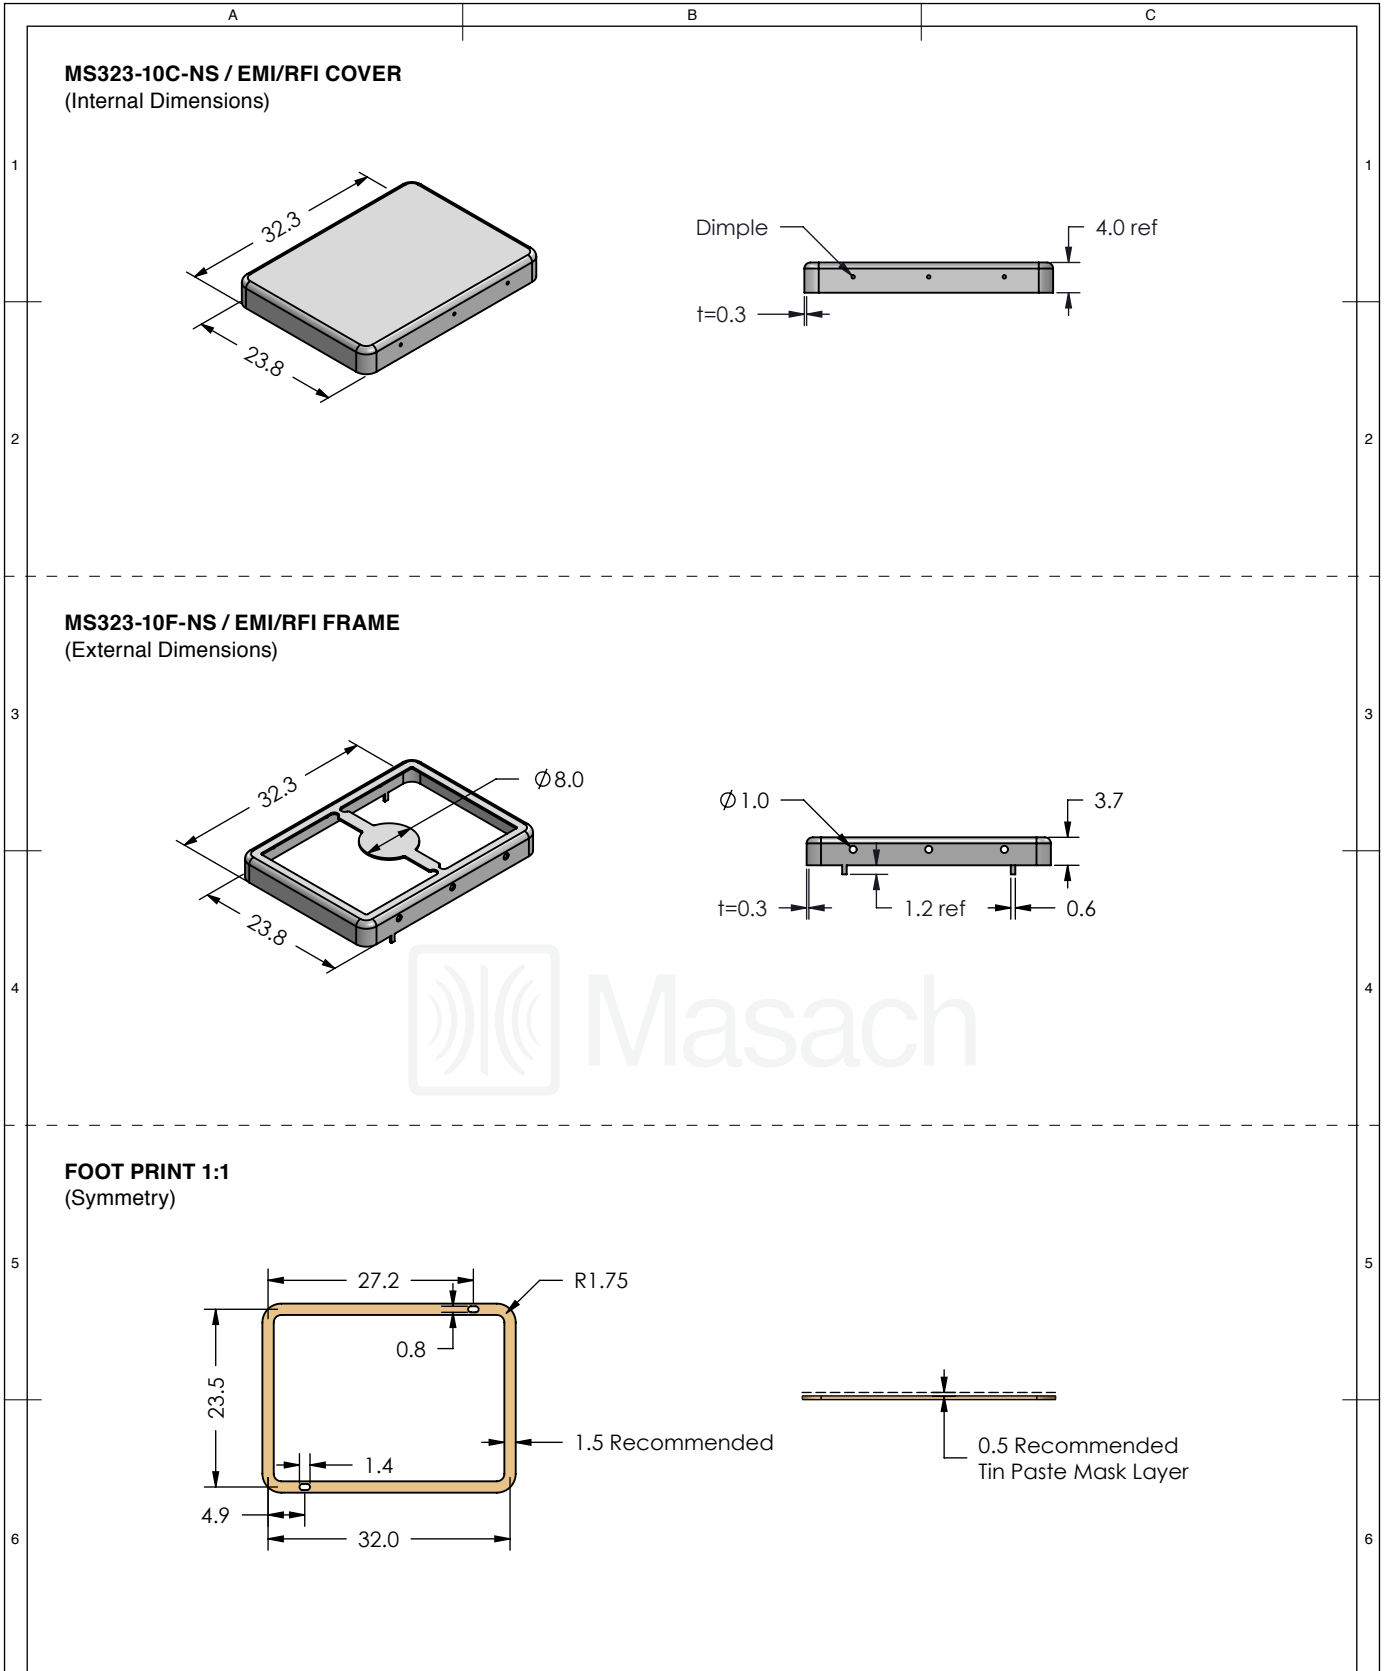 A B C
MS323-10C-NS / EMI/RFI COVER
(Internal Dimensions)
1 1
32.3
23.8
Dimple
4.0 ref
t=0.3
2 2
MS323-10F-NS / EMI/RFI FRAME
(External Dimensions)
3 3
32.3
Ø8.0
23.8
Ø1.0
3.7
t=0.3
1.2 ref
0.6
Masach
4 4
FOOT PRINT 1:1
(Symmetry)
5 5
27.2
R1.75
0.8
23.5
1.5 Recommended
1.4
4.9
32.0
0.5 Recommended
Tin Paste Mask Layer
6 6